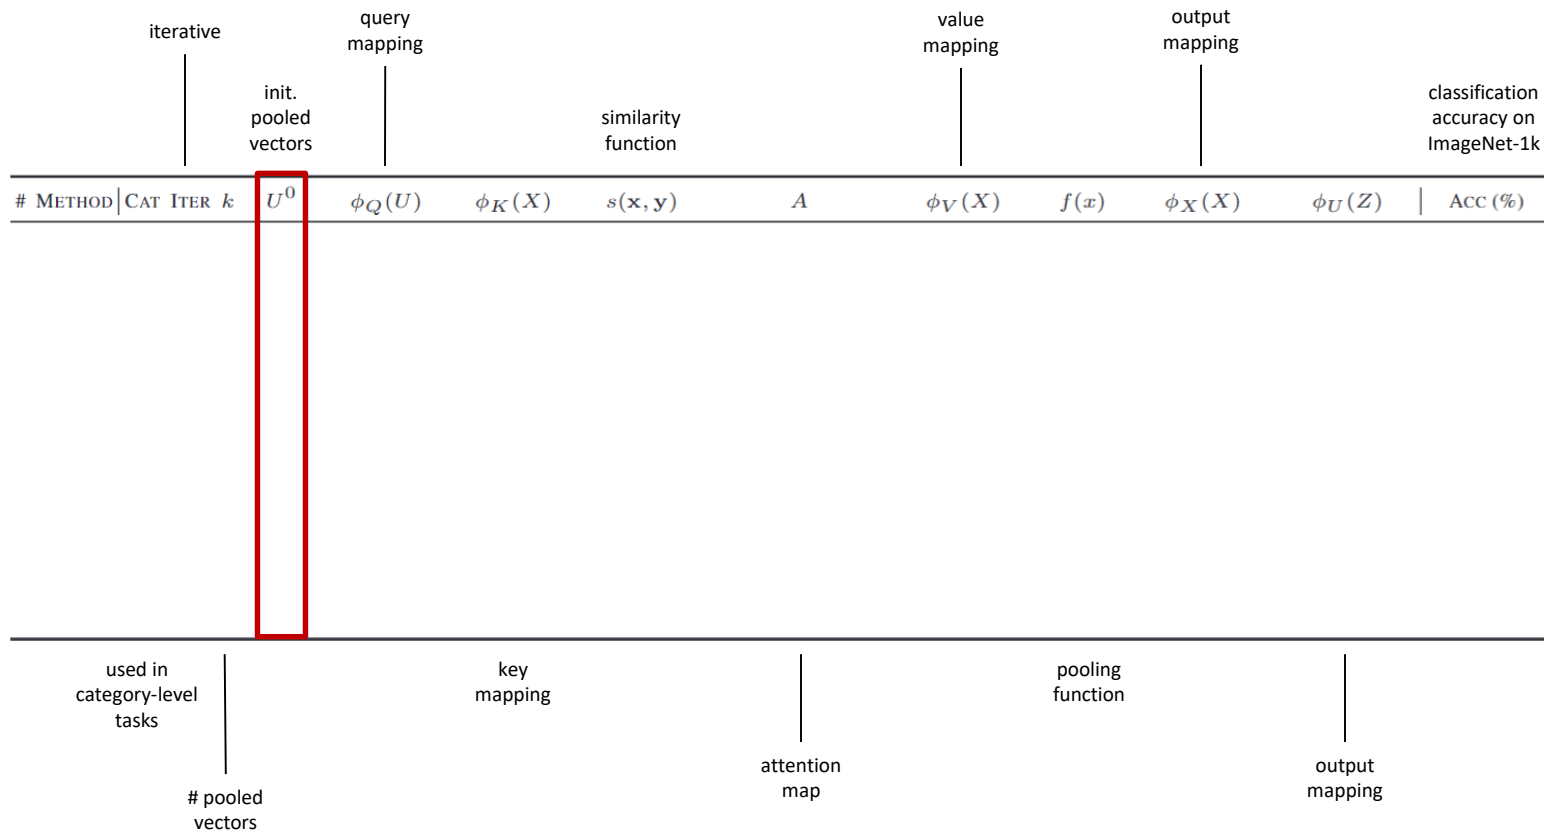 iterative
query
mapping
value
mapping
output
mapping
init.
pooled
vectors
similarity
function
classification
accuracy on
ImageNet-1k
# METHOD | CAT ITER k U^0 ϕ_Q(U) ϕ_K(X) s(x, y) A ϕ_V(X) f(x) ϕ_X(X) ϕ_U(Z) | ACC (%)
used in
category-level
tasks
key
mapping
pooling
function
attention
map
output
mapping
# pooled
vectors